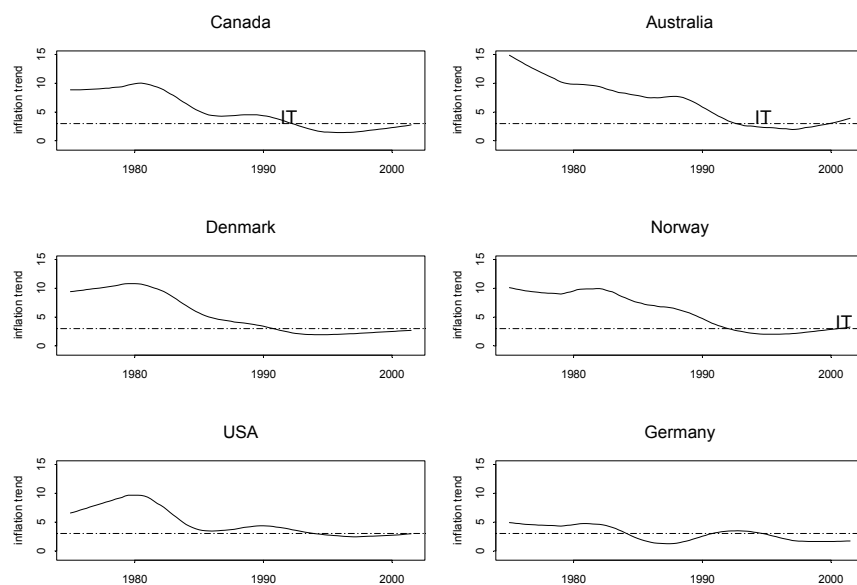 Canada
Australia
inflation trend
0 5 10 15
IT
1980 1990 2000
inflation trend
0 5 10 15
IT
1980 1990 2000
Denmark
Norway
inflation trend
0 5 10 15
1980 1990 2000
inflation trend
0 5 10 15
IT
1980 1990 2000
USA
Germany
inflation trend
0 5 10 15
1980 1990 2000
inflation trend
0 5 10 15
1980 1990 2000